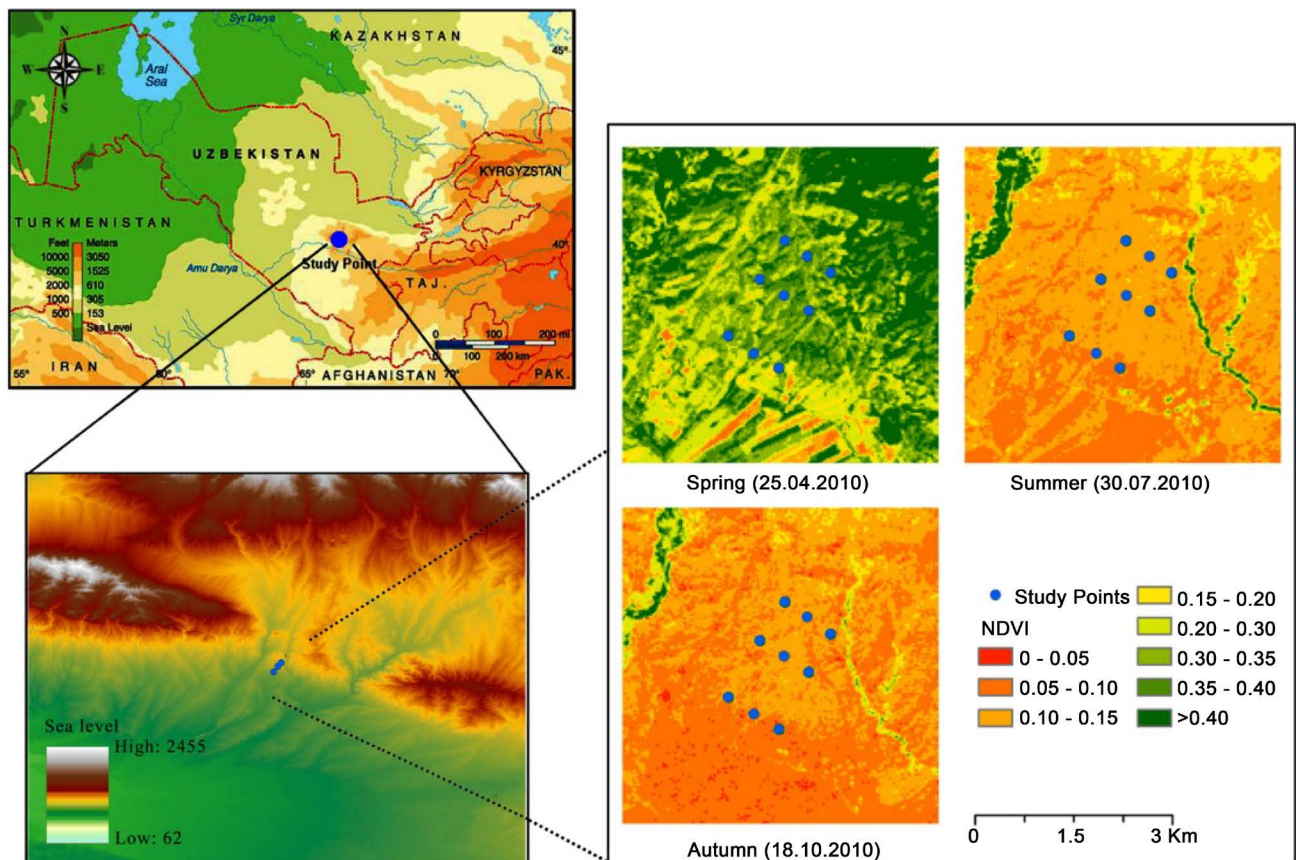 Syr Darya
KAZAKHSTAN
45°
N
W E
S
Aral
Sea
UZBEKISTAN
KYRGYZSTAN
TURKMENISTAN
Feet Meters
10000 3050
5000 1525
2000 610
1000 305
500 153
Sea Level
40°
Amu Darya
Study Point
TAJ.
0 100 200 mi
0 100 200 km
IRAN
55° 60° 65° 70°
AFGHANISTAN
PAK.
Sea level
High: 2455
Low: 62
Spring (25.04.2010)
Summer (30.07.2010)
Autumn (18.10.2010)
Study Points
NDVI
0 - 0.05
0.05 - 0.10
0.10 - 0.15
0.15 - 0.20
0.20 - 0.30
0.30 - 0.35
0.35 - 0.40
>0.40
0 1.5 3 Km